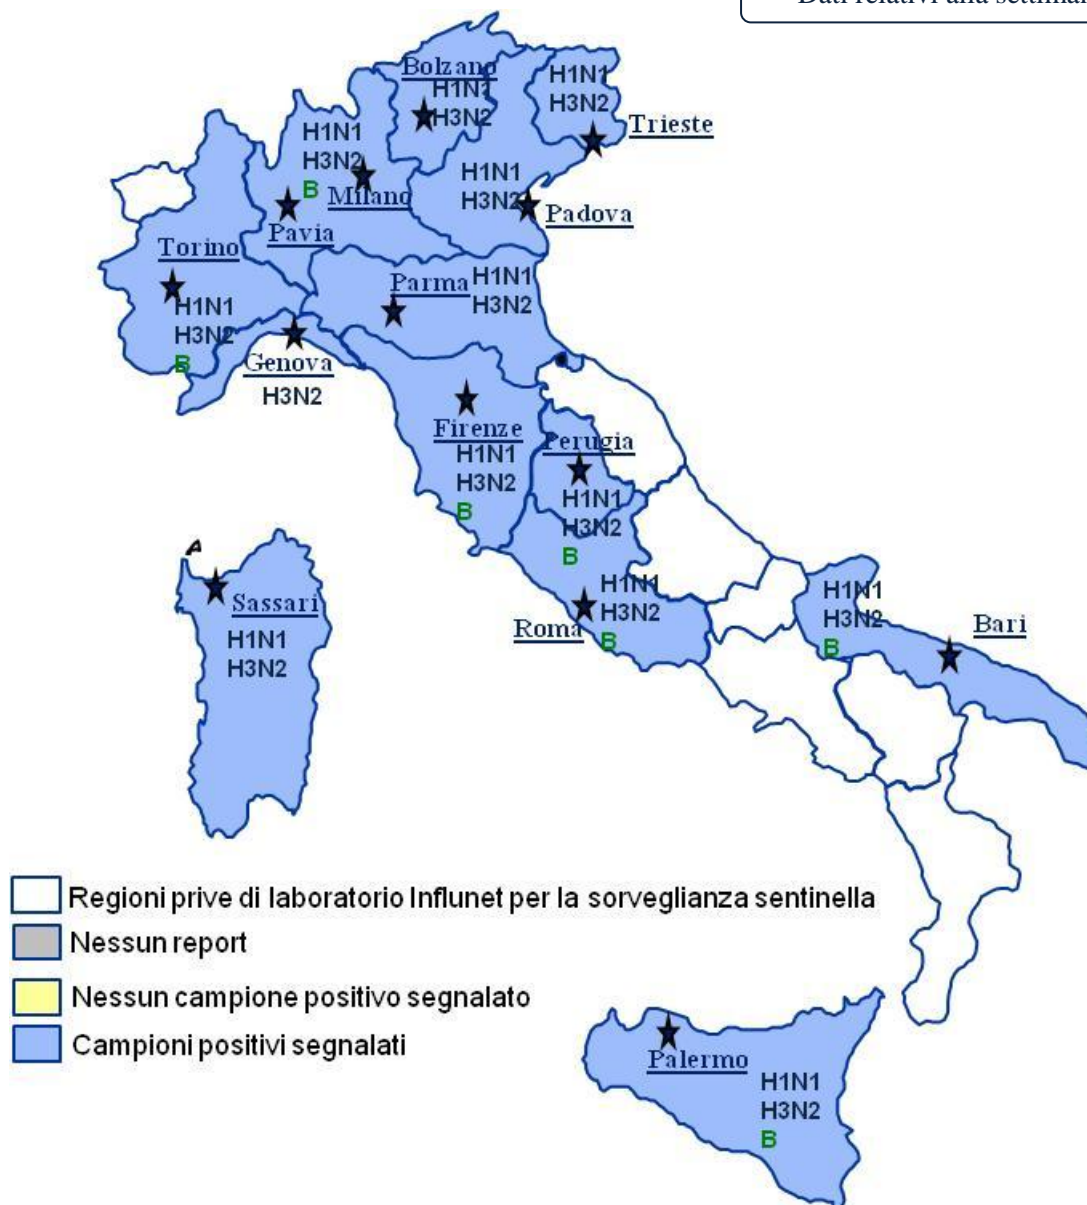 Dati relativi alla
Bolzano
H1N1
H3N2
H1N1
H3N2
Trieste
H1N1
H3N2
B
Milano
Pavia
H1N1
H3N2
Padova
Torino
H1N1
H3N2
B
Parma
H1N1
H3N2
Genova
H3N2
Firenze
H1N1
H3N2
B
Perugia
H1N1
H3N2
B
H1N1
H3N2
B
Roma
H1N1
H3N2
B
Bari
A
Sassari
H1N1
H3N2
Regioni prive di laboratorio Influnet per la sorveglianza sentinella
Nessun report
Nessun campione positivo segnalato
Campioni positivi segnalati
Palermo
H1N1
H3N2
B